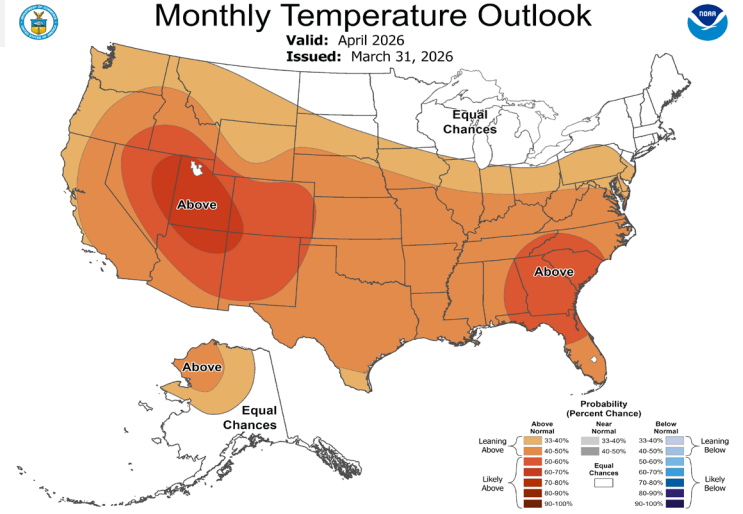 Monthly Temperature Outlook
Valid: April 2026
Issued: March 31, 2026
NOAA
Equal
Chances
Above
Above
Above
Equal
Chances
Probability
(Percent Chance)
Above
Normal
Near
Normal
Below
Normal
Leaning
Above
33-40%
40-50%
33-40%
40-50%
33-40%
40-50%
Leaning
Below
Likely
Above
50-60%
60-70%
70-80%
80-90%
90-100%
Equal
Chances
50-60%
60-70%
70-80%
80-90%
90-100%
Likely
Below